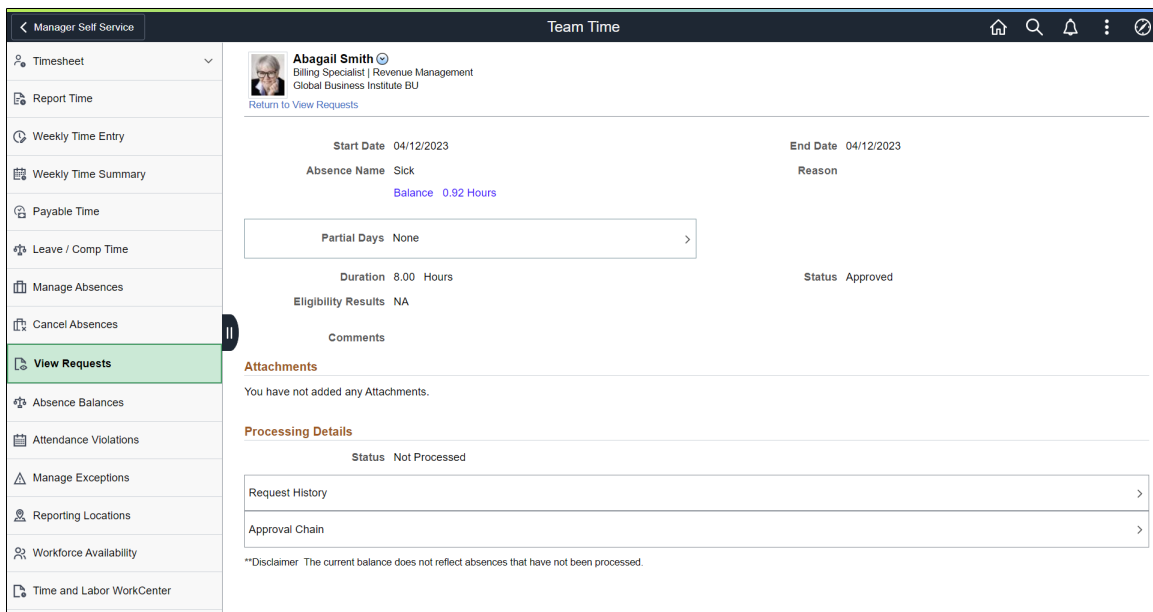 Manager Self Service
Team Time
Timesheet
Report Time
Weekly Time Entry
Weekly Time Summary
Payable Time
Leave / Comp Time
Manage Absences
Cancel Absences
View Requests
Absence Balances
Attendance Violations
Manage Exceptions
Reporting Locations
Workforce Availability
Time and Labor WorkCenter
Abagail Smith
Billing Specialist | Revenue Management
Global Business Institute BU
Return to View Requests
Start Date 04/12/2023 End Date 04/12/2023
Absence Name Sick Reason
Balance 0.92 Hours
Partial Days None
Duration 8.00 Hours Status Approved
Eligibility Results NA
Comments
Attachments
You have not added any Attachments.
Processing Details
Status Not Processed
Request History
Approval Chain
**Disclaimer The current balance does not reflect absences that have not been processed.